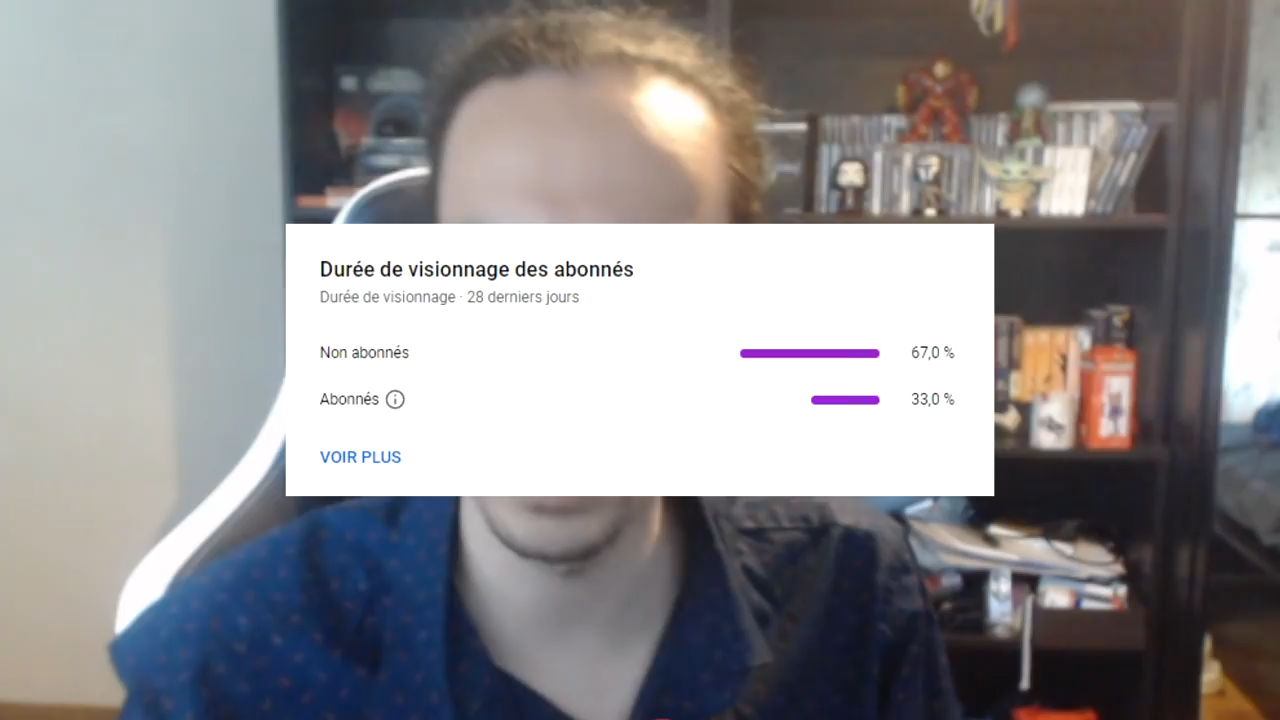 Durée de visionnage des abonnés
Durée de visionnage · 28 derniers jours
Non abonnés 67,0 %
Abonnés 33,0 %
VOIR PLUS